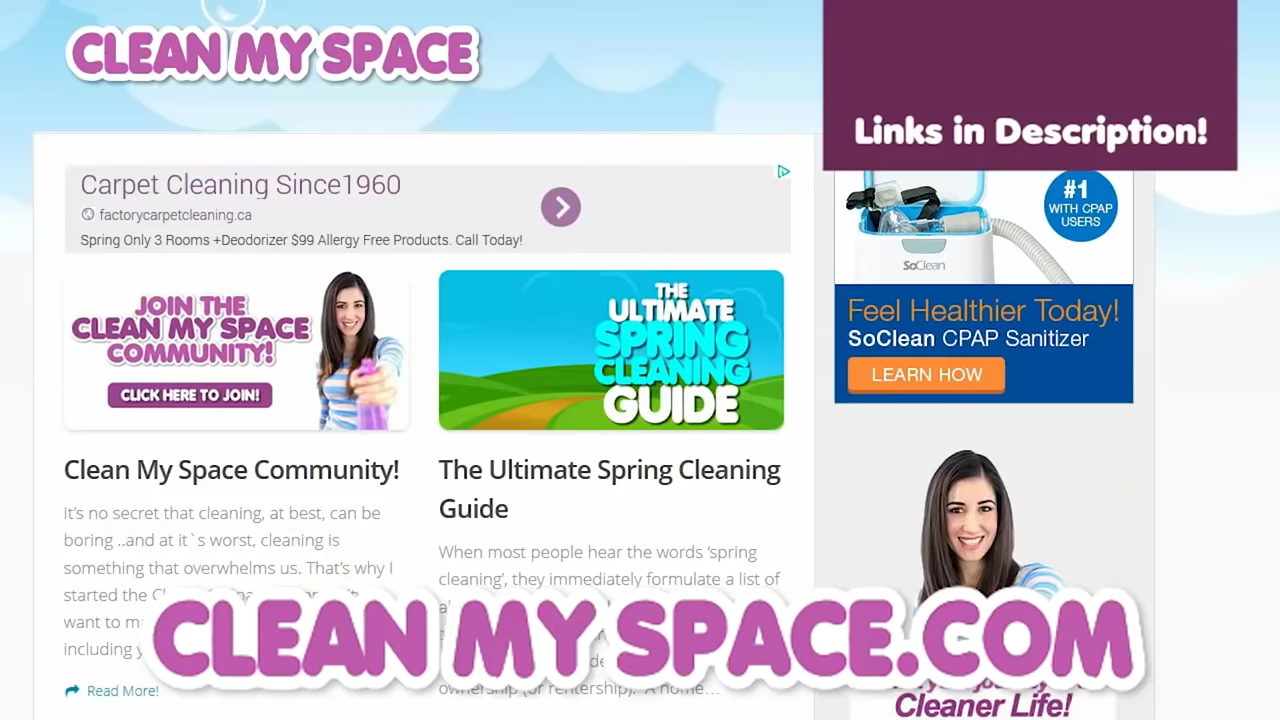 CLEAN MY SPACE
Links in Description!
Carpet Cleaning Since1960
factorycarpetcleaning.ca
Spring Only 3 Rooms +Deodorizer $99 Allergy Free Products. Call Today!
JOIN THE
CLEAN MY SPACE
COMMUNITY!
CLICK HERE TO JOIN!
THE
ULTIMATE
SPRING
CLEANING
GUIDE
#1
WITH CPAP
USERS
SoClean
Feel Healthier Today!
SoClean CPAP Sanitizer
LEARN HOW
Clean My Space Community!
It's no secret that cleaning, at best, can be
boring ..and at it`s worst, cleaning is
something that overwhelms us. That's why I
started the
want to
including
Read More!
The Ultimate Spring Cleaning
Guide
When most people hear the words 'spring
cleaning', they immediately formulate a list of
ownership (or rentership). A home…
CLEAN MY SPACE.COM
Cleaner Life!